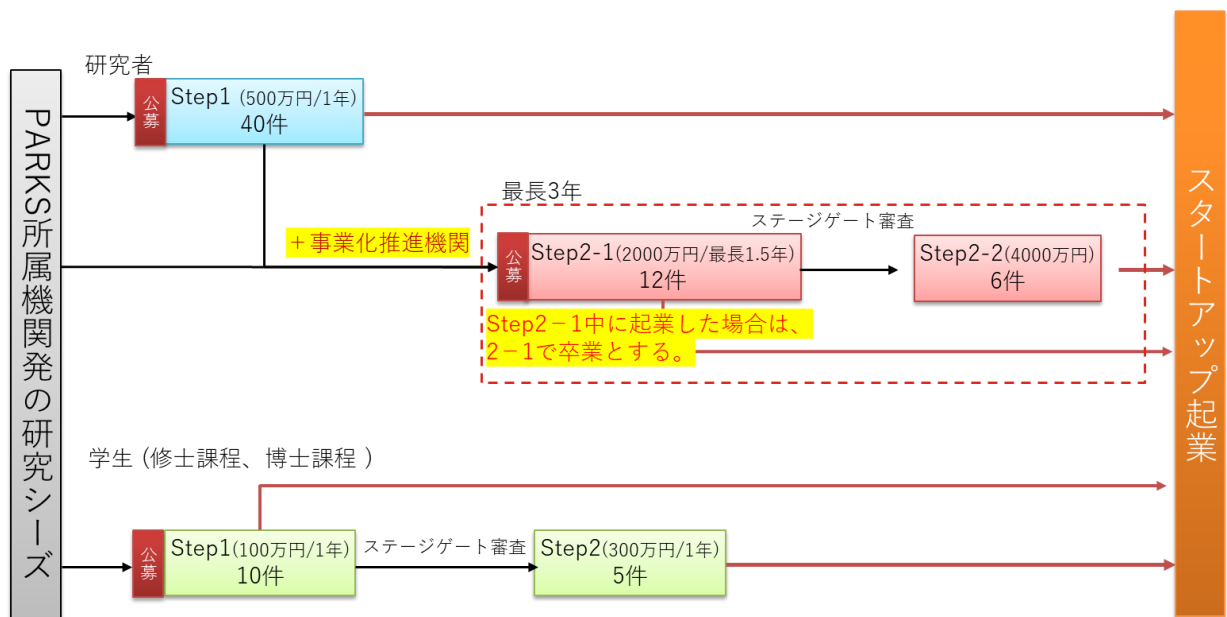 PARKS所属機関発の研究シーズ
研究者
公募
Step1 (500万円/1年)
40件
最長3年
ステージゲート審査
+事業化推進機関
公募
Step2-1(2000万円/最長1.5年)
12件
Step2-2(4000万円)
6件
Step2-1中に起業した場合は、
2-1で卒業とする。
学生 (修士課程、博士課程 )
公募
Step1(100万円/1年)
10件
ステージゲート審査
Step2(300万円/1年)
5件
スタートアップ起業